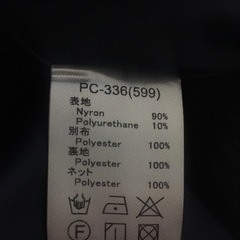 PC-336(599)
表地
Nyron 90%
Polyurethane 10%
別布
Polyester 100%
裏地
Polyester 100%
ネット
Polyester 100%
F